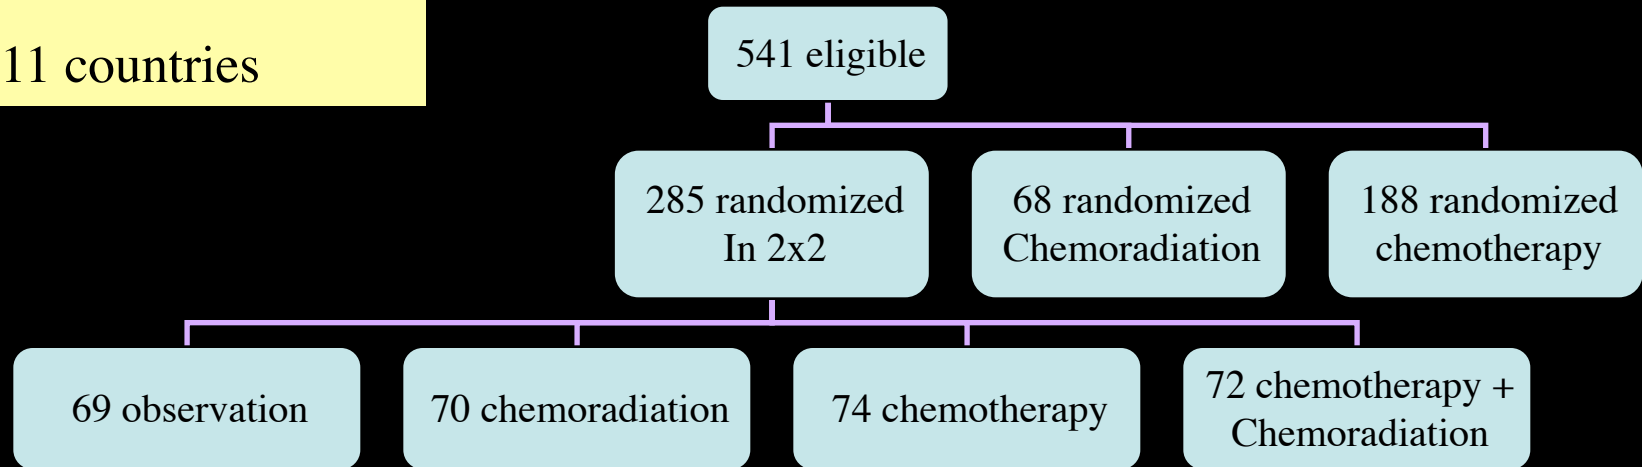 11 countries
541 eligible
285 randomized
In 2x2
68 randomized
Chemoradiation
188 randomized
chemotherapy
69 observation
70 chemoradiation
74 chemotherapy
72 chemotherapy +
Chemoradiation